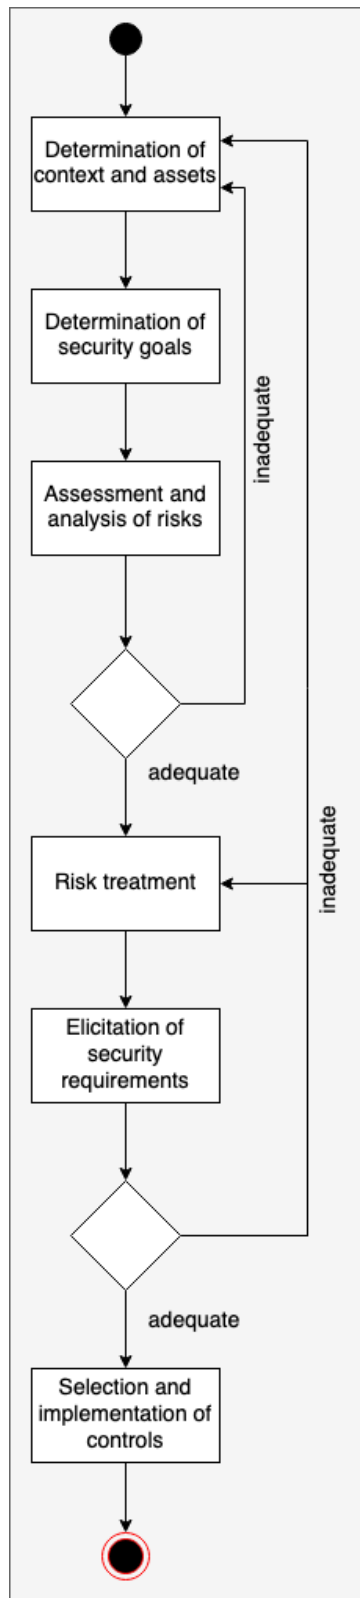 Determination of
context and assets
Determination of
security goals
inadequate
Assessment and
analysis of risks
adequate
Risk treatment
inadequate
Elicitation of
security
requirements
adequate
Selection and
implementation of
controls